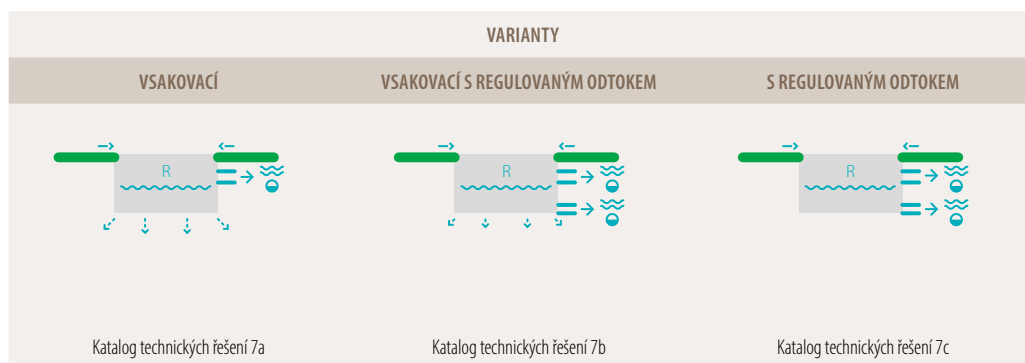 VARIANTY
VSAKOVACÍ
VSAKOVACÍ S REGULOVANÝM ODTOKEM
S REGULOVANÝM ODTOKEM
R
R
R
Katalog technických řešení 7a
Katalog technických řešení 7b
Katalog technických řešení 7c